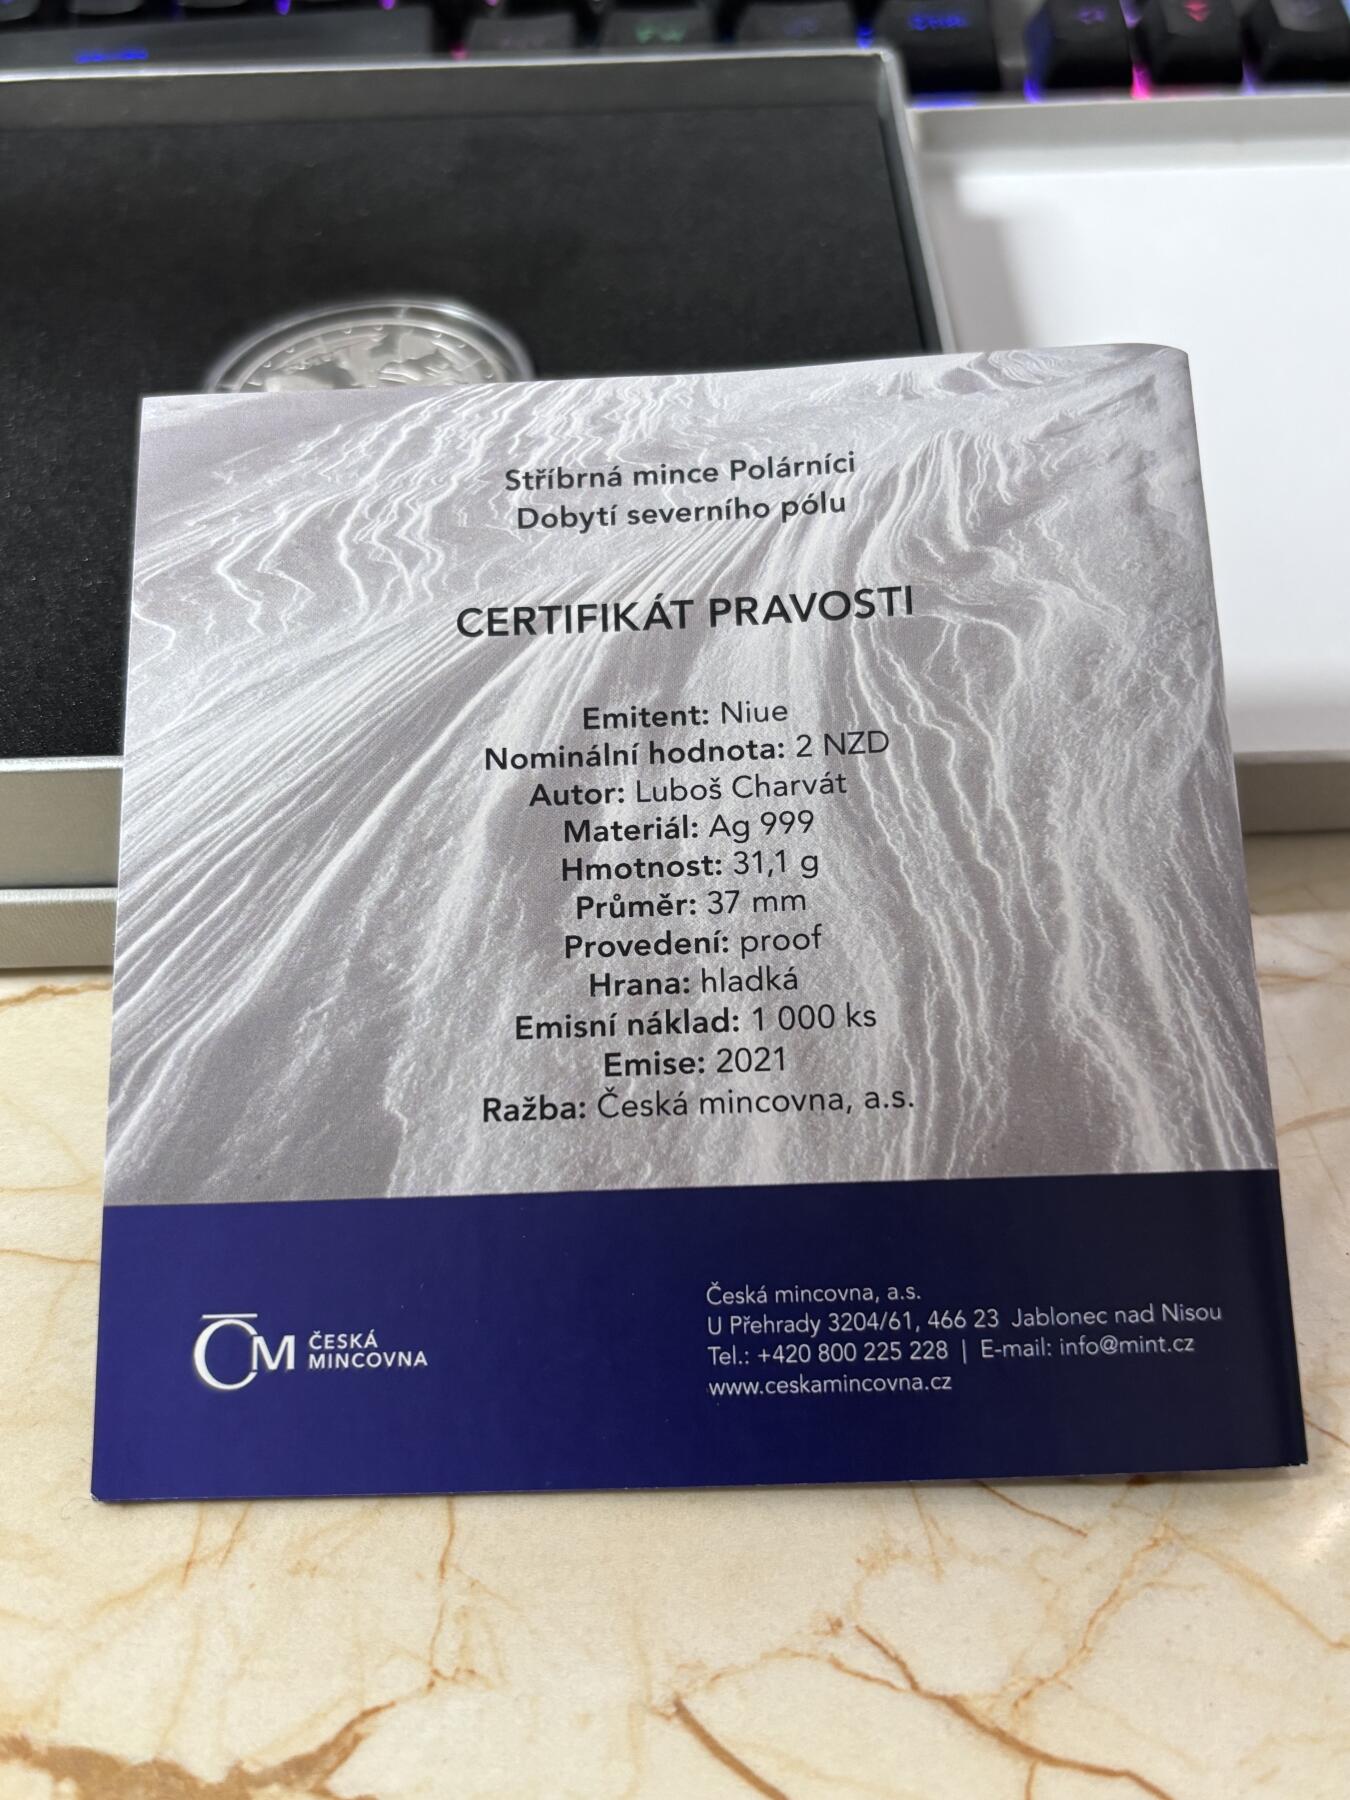 Stříbrná mince Polárníci
Dobytí severního pólu
CERTIFIKÁT PRAVOSTI
Emitent: Niue
Nominální hodnota: 2 NZD
Autor: Luboš Charvát
Materiál: Ag 999
Hmotnost: 31,1 g
Průměr: 37 mm
Provedení: proof
Hrana: hladká
Emisní náklad: 1 000 ks
Emise: 2021
Ražba: Česká mincovna, a.s.
ČM ČESKÁ
MINCOVNA
Česká mincovna, a.s.
U Přehrady 3204/61, 466 23 Jablonec nad Nisou
Tel.: +420 800 225 228 | E-mail: info@mint.cz
www.ceskamincovna.cz